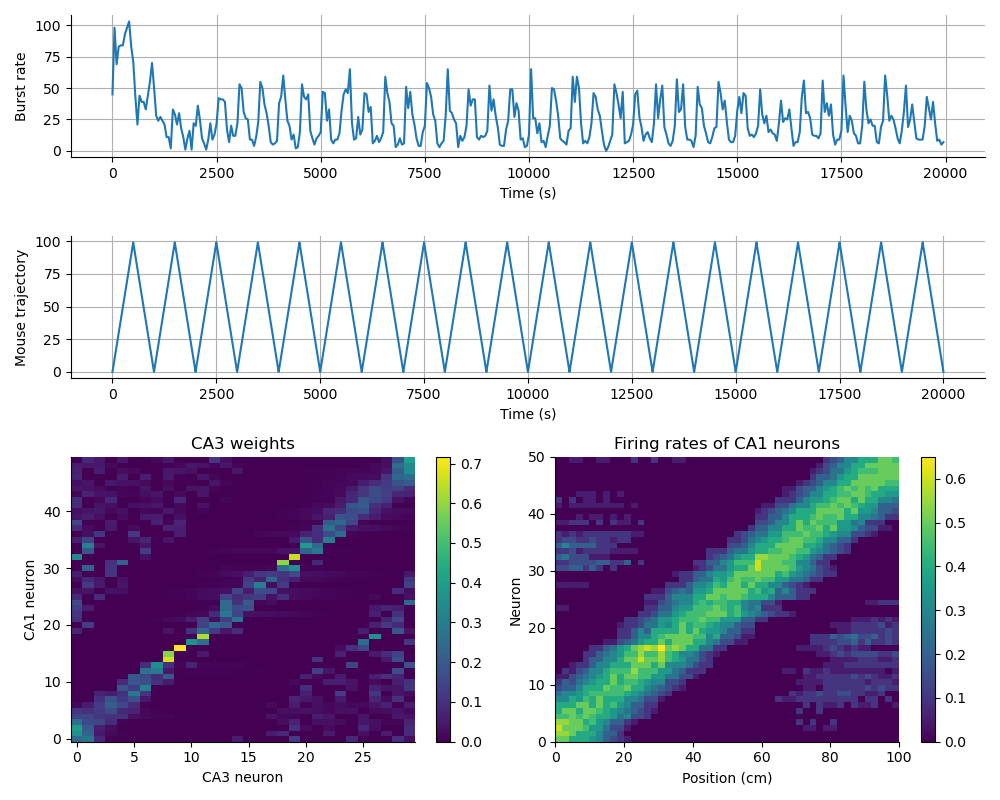 100
75
50
25
0
Burst rate
0 2500 5000 7500 10000 12500 15000 17500 20000
Time (s)
100
75
50
25
0
Mouse trajectory
0 2500 5000 7500 10000 12500 15000 17500 20000
Time (s)
CA3 weights
40
30
20
10
0
CA1 neuron
0 5 10 15 20 25
CA3 neuron
0.7
0.6
0.5
0.4
0.3
0.2
0.1
0.0
Firing rates of CA1 neurons
50
40
30
20
10
0
Neuron
0 20 40 60 80 100
Position (cm)
0.6
0.5
0.4
0.3
0.2
0.1
0.0